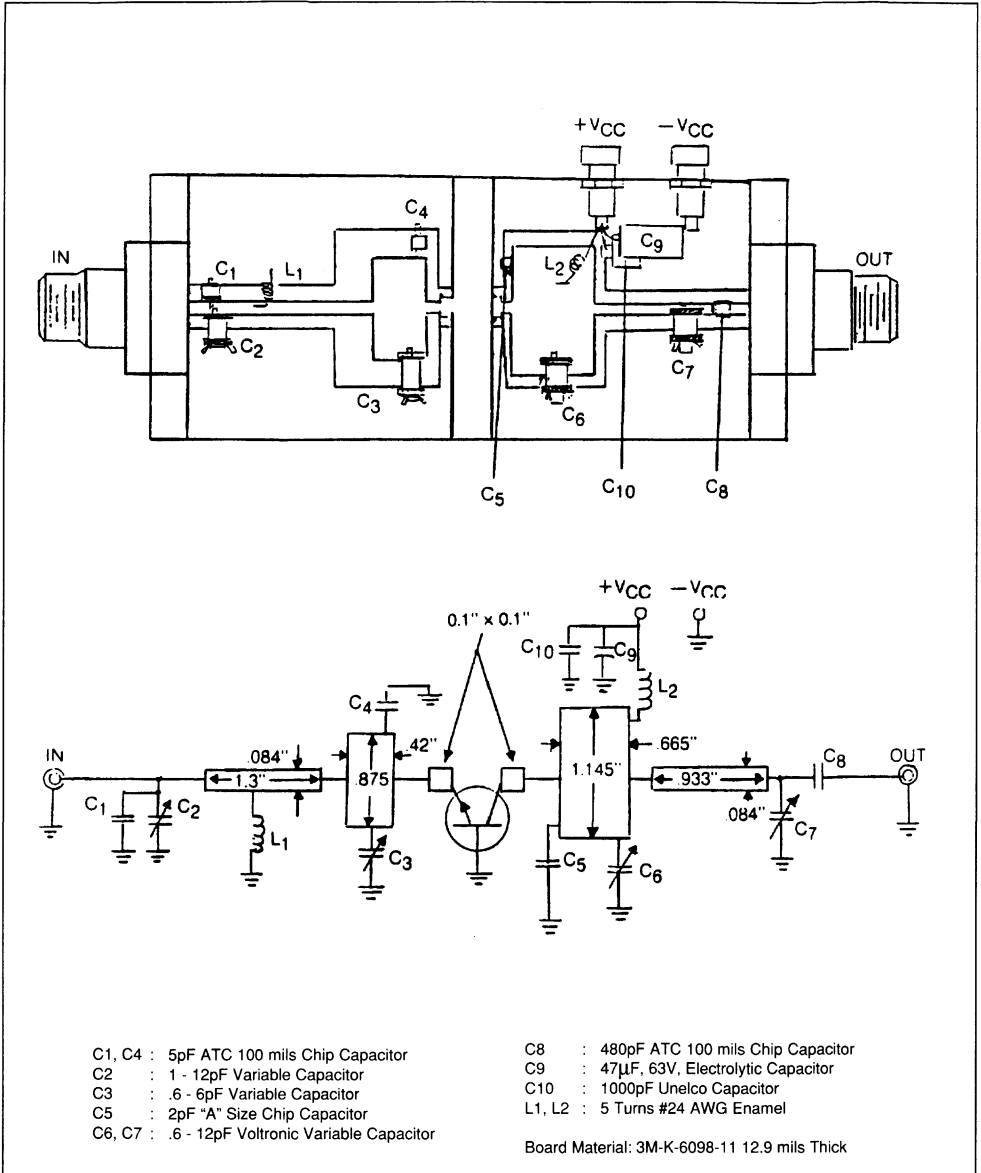 +VCC −VCC
C4
C9
IN
C1
L1
L2
OUT
C2
C3
C6
C7
C5
C10
C8
+VCC −VCC
0.1" × 0.1"
C10
C9
L2
C4
IN
.084"
.42"
.665"
OUT
C8
1.3"
.875
1.145"
.933"
.084"
C1
C2
L1
C3
C5
C6
C7
C1, C4 : 5pF ATC 100 mils Chip Capacitor
C2 : 1 - 12pF Variable Capacitor
C3 : .6 - 6pF Variable Capacitor
C5 : 2pF “A” Size Chip Capacitor
C6, C7 : .6 - 12pF Voltronic Variable Capacitor
C8 : 480pF ATC 100 mils Chip Capacitor
C9 : 47µF, 63V, Electrolytic Capacitor
C10 : 1000pF Unelco Capacitor
L1, L2 : 5 Turns #24 AWG Enamel
Board Material: 3M-K-6098-11 12.9 mils Thick